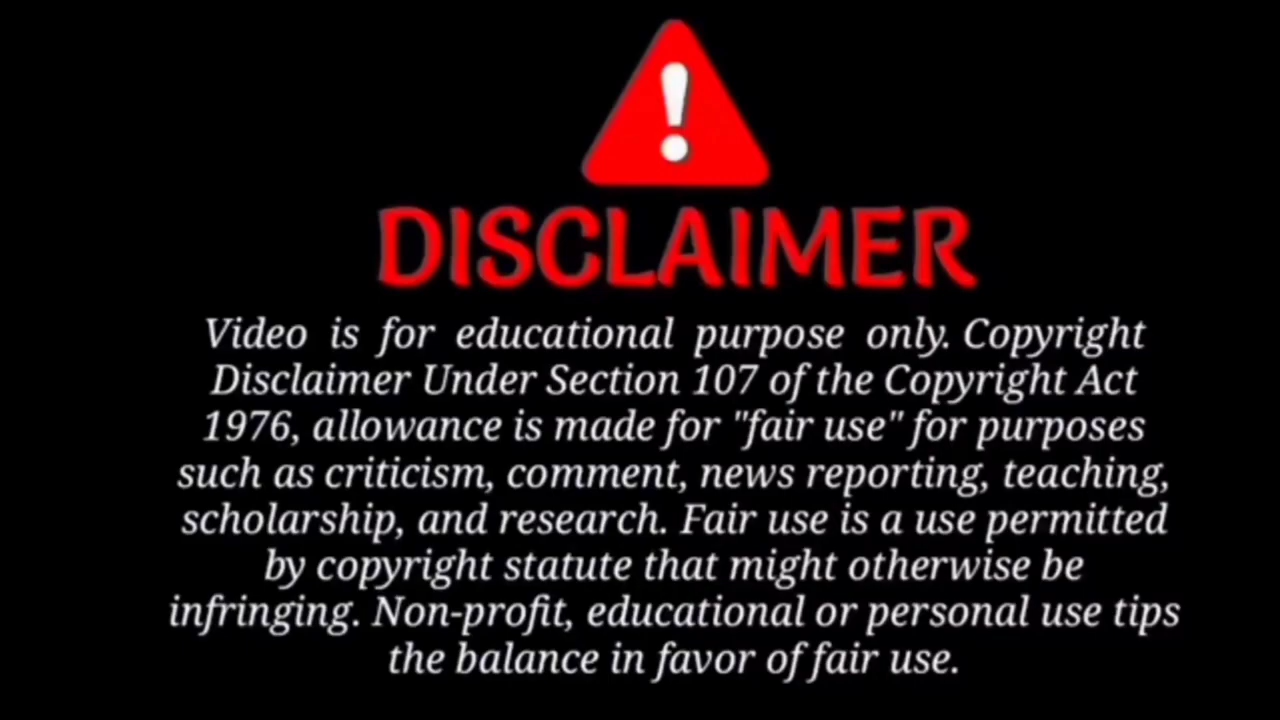 !
DISCLAIMER
Video is for educational purpose only. Copyright
Disclaimer Under Section 107 of the Copyright Act
1976, allowance is made for "fair use" for purposes
such as criticism, comment, news reporting, teaching,
scholarship, and research. Fair use is a use permitted
by copyright statute that might otherwise be
infringing. Non-profit, educational or personal use tips
the balance in favor of fair use.